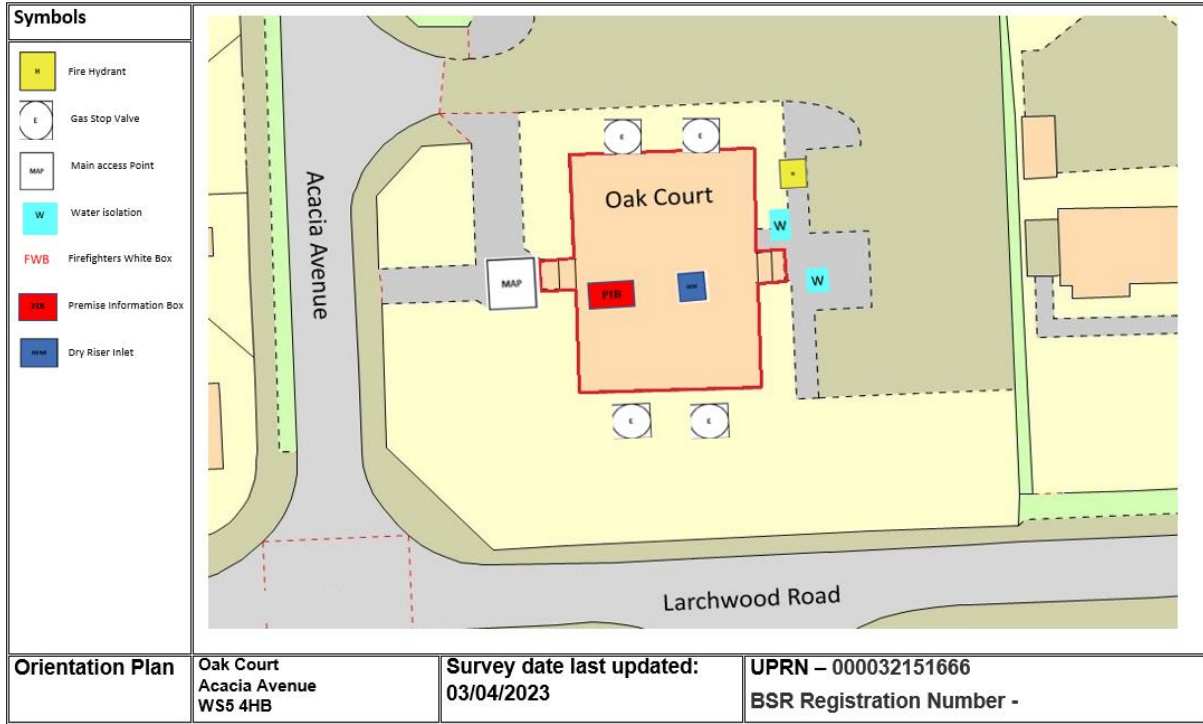 Symbols
H Fire Hydrant
E Gas Stop Valve
MAP Main access Point
W Water isolation
FWB Firefighters White Box
PIB Premise Information Box
Dry Riser Inlet
Acacia Avenue
E E
Oak Court
H
W
MAP
PIB
W
E E
Larchwood Road
Orientation Plan
Oak Court
Acacia Avenue
WS5 4HB
Survey date last updated:
03/04/2023
UPRN – 000032151666
BSR Registration Number -